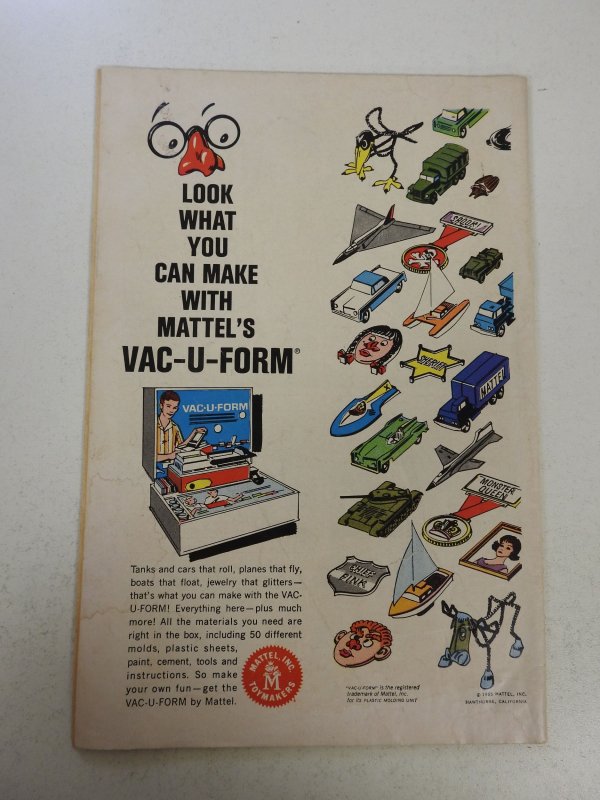 LOOK
WHAT
YOU
CAN MAKE
WITH
MATTEL'S
VAC-U-FORM®
VAC-U-FORM
Tanks and cars that roll, planes that fly,
boats that float, jewelry that glitters—
that's what you can make with the VAC-
U-FORM! Everything here—plus much
more! All the materials you need are
right in the box, including 50 different
molds, plastic sheets,
paint, cement, tools and
instructions. So make
your own fun—get the
VAC-U-FORM by Mattel.
MATTEL, INC.
M
TOYMAKERS
SHERIFF
MATTEL
MONSTER
QUEEN
CHIEF
FINK
"VAC-U-FORM" is the registered
trademark of Mattel, Inc.
for its PLASTIC MOLDING UNIT
© 1965 MATTEL, INC.
HAWTHORNE, CALIFORNIA